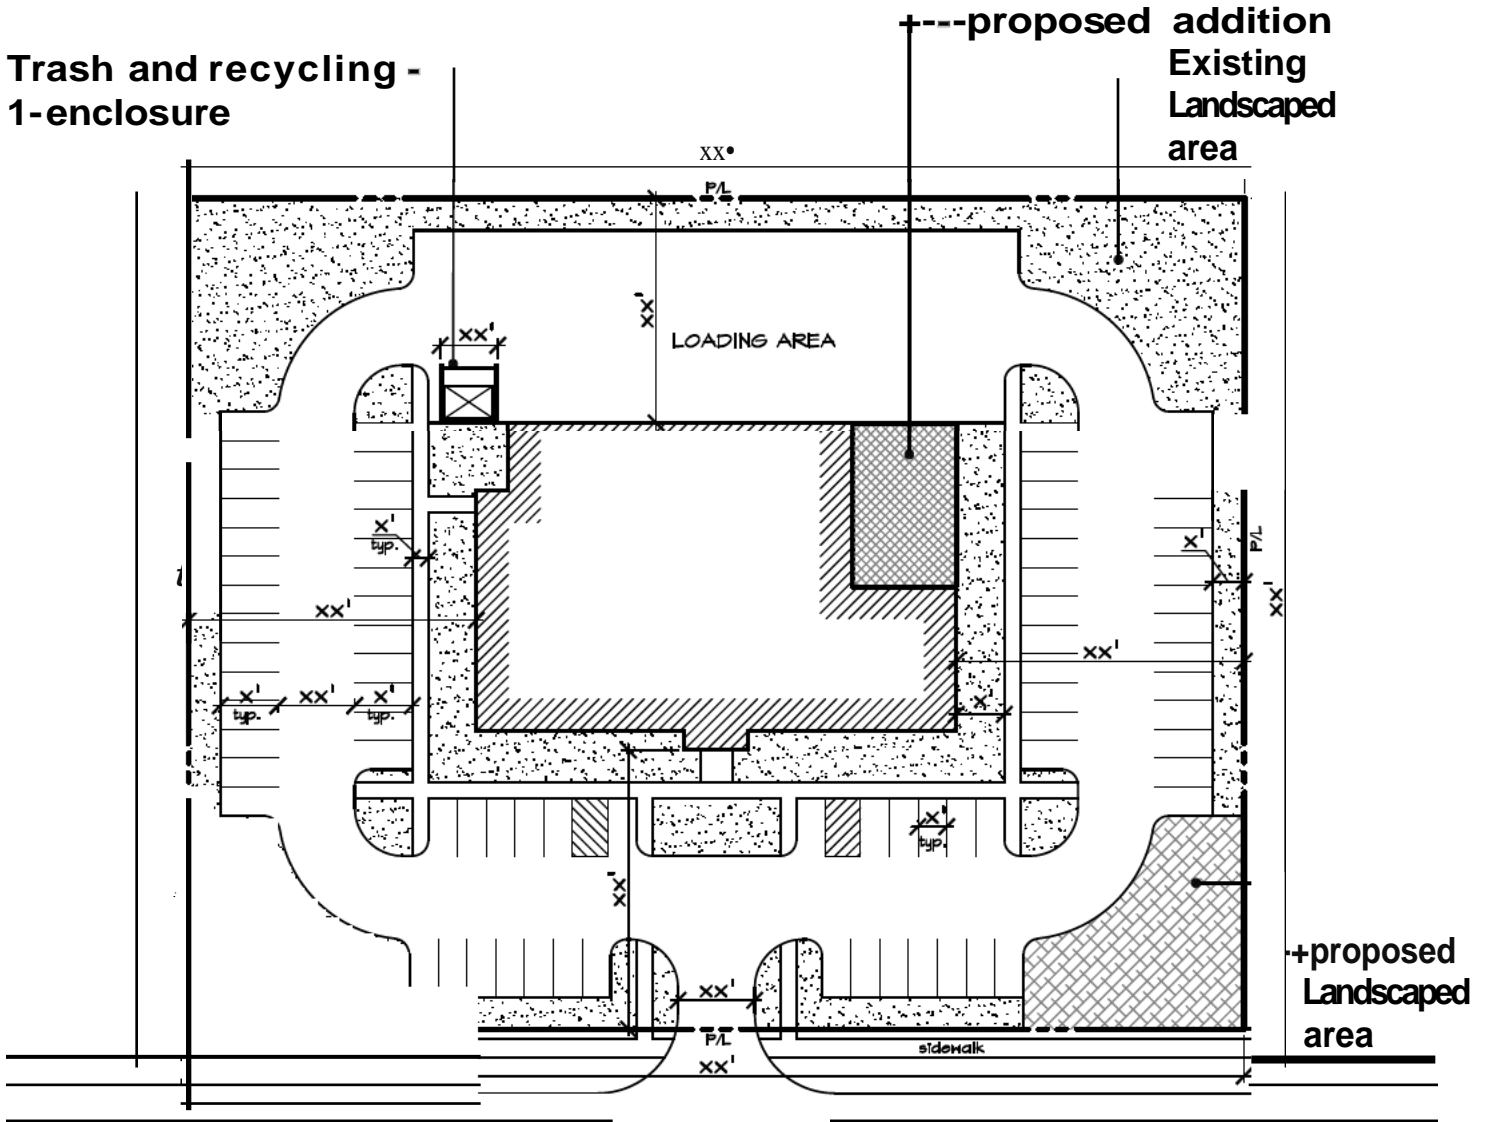 +---proposed addition
Trash and recycling -
1-enclosure
Existing
Landscaped
area
xx•
P/L
xx'
xx'
LOADING AREA
x'
typ.
x'
P/L
xx'
xx'
xx'
x'
typ.
xx'
x'
typ.
x'
x'
typ.
xx'
+proposed
Landscaped
area
xx'
P/L
sidewalk
xx'